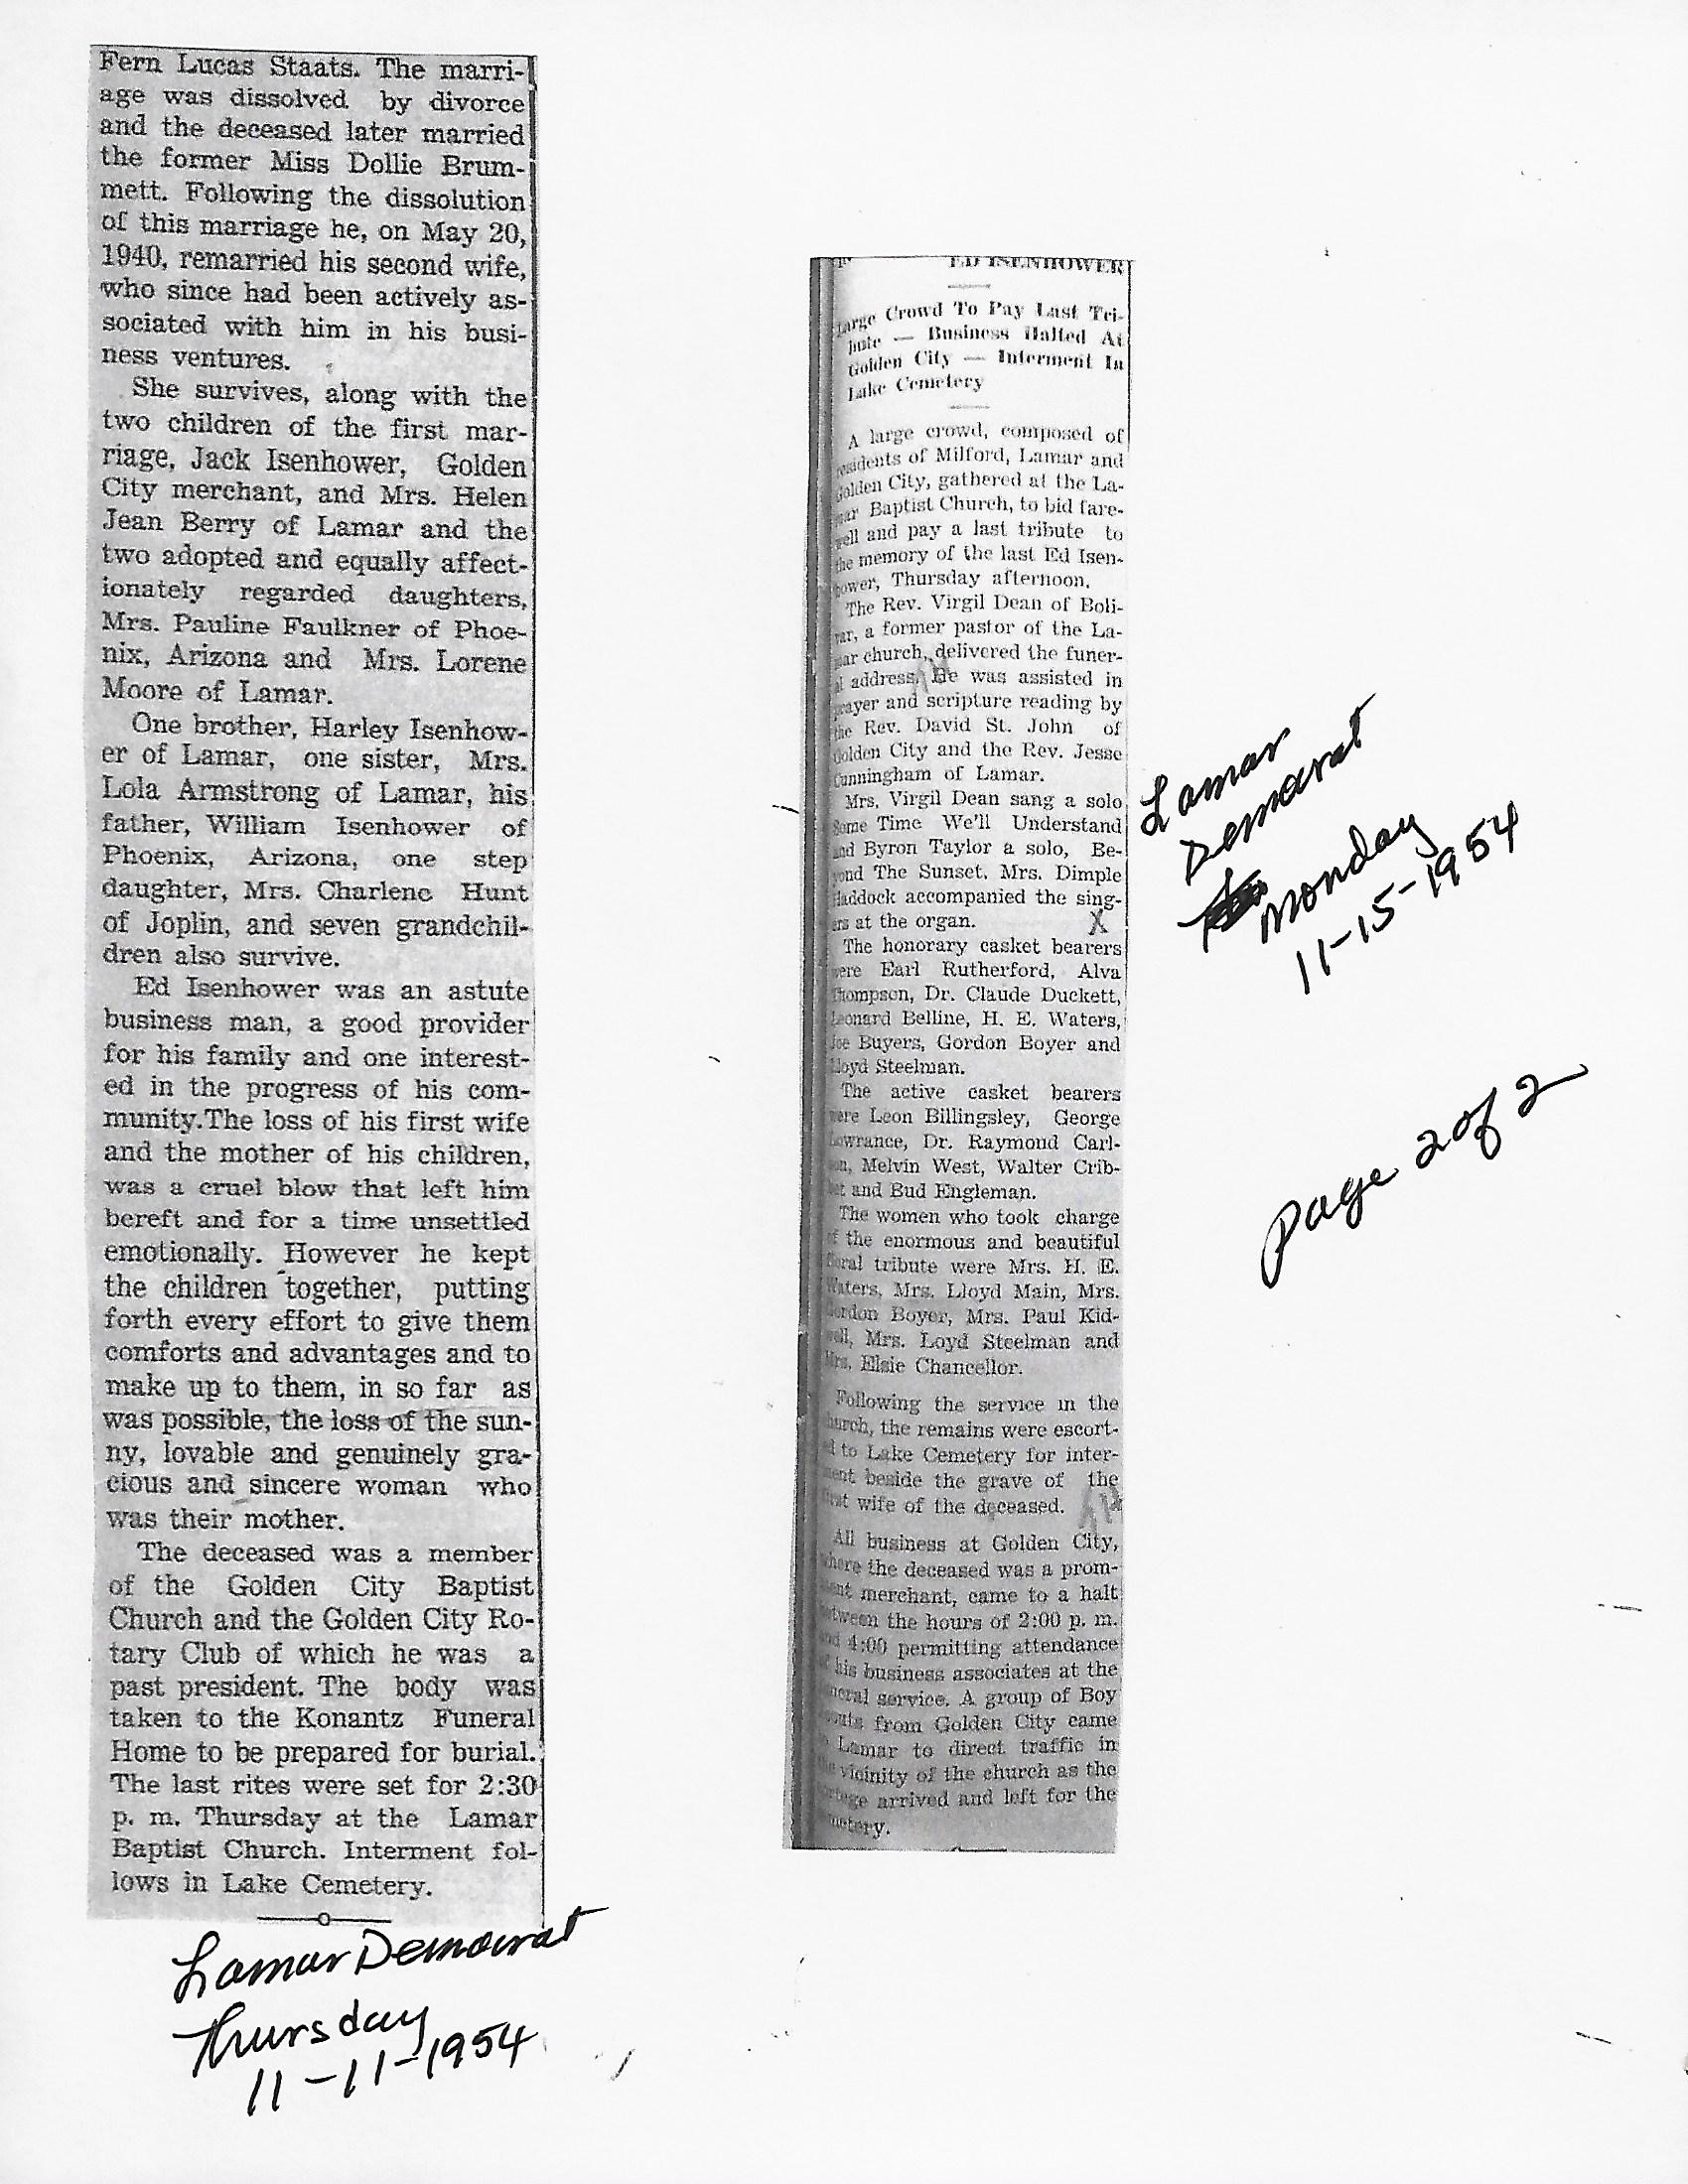 Fern Lucas Staats. The marri-
age was dissolved by divorce
and the deceased later married
the former Miss Dollie Brum-
mett. Following the dissolution
of this marriage he, on May 20,
1940, remarried his second wife,
who since had been actively as-
sociated with him in his busi-
ness ventures.
She survives, along with the
two children of the first mar-
riage, Jack Isenhower, Golden
City merchant, and Mrs. Helen
Jean Berry of Lamar and the
two adopted and equally affect-
ionately regarded daughters,
Mrs. Pauline Faulkner of Phoe-
nix, Arizona and Mrs. Lorene
Moore of Lamar.
One brother, Harley Isenhow-
er of Lamar, one sister, Mrs.
Lola Armstrong of Lamar, his
father, William Isenhower of
Phoenix, Arizona, one step
daughter, Mrs. Charlene Hunt
of Joplin, and seven grandchil-
dren also survive.
Ed Isenhower was an astute
business man, a good provider
for his family and one interest-
ed in the progress of his com-
munity.The loss of his first wife
and the mother of his children,
was a cruel blow that left him
bereft and for a time unsettled
emotionally. However he kept
the children together, putting
forth every effort to give them
comforts and advantages and to
make up to them, in so far as
was possible, the loss of the sun-
ny, lovable and genuinely gra-
cious and sincere woman who
was their mother.
The deceased was a member
of the Golden City Baptist
Church and the Golden City Ro-
tary Club of which he was a
past president. The body was
taken to the Konantz Funeral
Home to be prepared for burial.
The last rites were set for 2:30
p. m. Thursday at the Lamar
Baptist Church. Interment fol-
lows in Lake Cemetery.
Lamar Democrat
Thursday
11-11-1954
ED ISENHOWER
Large Crowd To Pay Last Tri-
bute — Business Halted At
Golden City — Interment In
Lake Cemetery
A large crowd, composed of
residents of Milford, Lamar and
Golden City, gathered at the La-
mar Baptist Church, to bid fare-
well and pay a last tribute to
the memory of the last Ed Isen-
hower, Thursday afternoon.
The Rev. Virgil Dean of Boli-
var, a former pastor of the La-
mar church, delivered the funer-
al address. He was assisted in
prayer and scripture reading by
the Rev. David St. John of
Golden City and the Rev. Jesse
Cunningham of Lamar.
Mrs. Virgil Dean sang a solo
Some Time We'll Understand
and Byron Taylor a solo, Be-
yond The Sunset. Mrs. Dimple
Haddock accompanied the sing-
ers at the organ. X
The honorary casket bearers
were Earl Rutherford, Alva
Thompson, Dr. Claude Duckett,
Leonard Belline, H. E. Waters,
Joe Buyers, Gordon Boyer and
Lloyd Steelman.
The active casket bearers
were Leon Billingsley, George
Lowrance, Dr. Raymond Carl-
son, Melvin West, Walter Crib-
bet and Bud Engleman.
The women who took charge
of the enormous and beautiful
floral tribute were Mrs. H. E.
Waters, Mrs. Lloyd Main, Mrs.
Gordon Boyer, Mrs. Paul Kid-
well, Mrs. Loyd Steelman and
Mrs. Elsie Chancellor.
Following the service in the
church, the remains were escort-
ed to Lake Cemetery for inter-
ment beside the grave of the
first wife of the deceased.
All business at Golden City,
where the deceased was a prom-
inent merchant, came to a halt
between the hours of 2:00 p. m.
and 4:00 permitting attendance
of his business associates at the
funeral service. A group of Boy
Scouts from Golden City came
to Lamar to direct traffic in
the vicinity of the church as the
cortege arrived and left for the
cemetery.
Lamar
Democrat
Monday
11-15-1954
Page 2 of 2